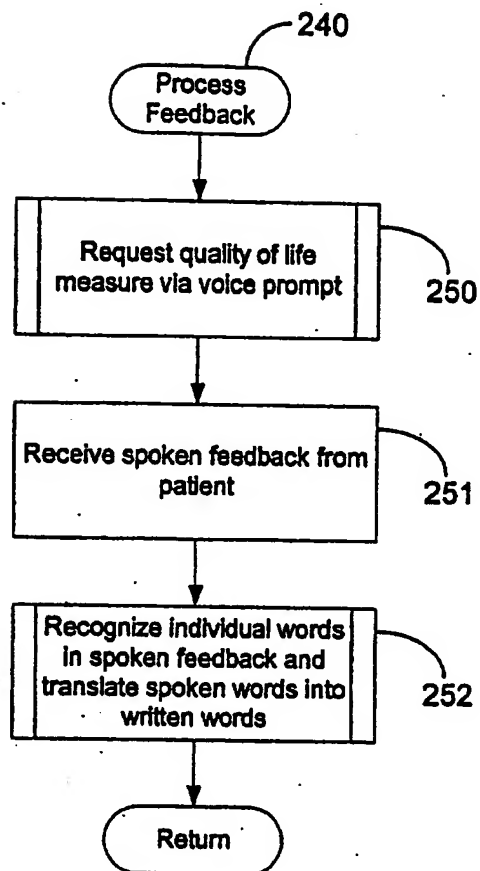 240
Process
Feedback
Request quality of life
measure via voice prompt
250
Receive spoken feedback from
patient
251
Recognize individual words
in spoken feedback and
translate spoken words into
written words
252
Return